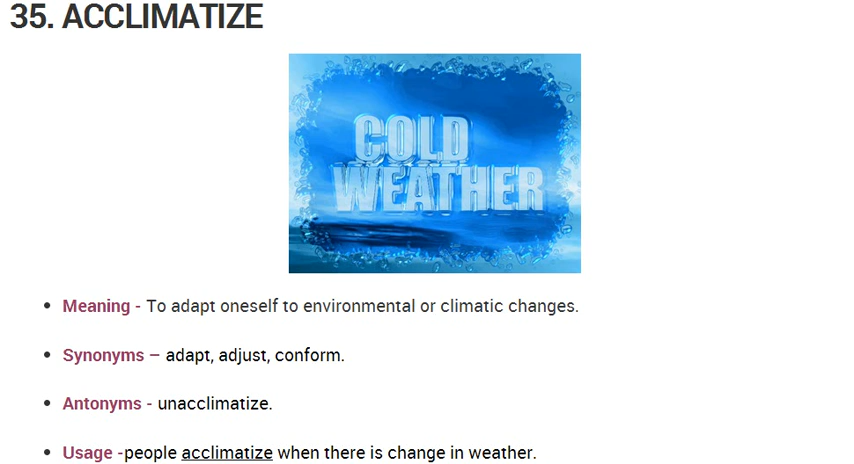 35. ACCLIMATIZE
COLD
WEATHER
• Meaning - To adapt oneself to environmental or climatic changes.
• Synonyms – adapt, adjust, conform.
• Antonyms - unacclimatize.
• Usage -people acclimatize when there is change in weather.